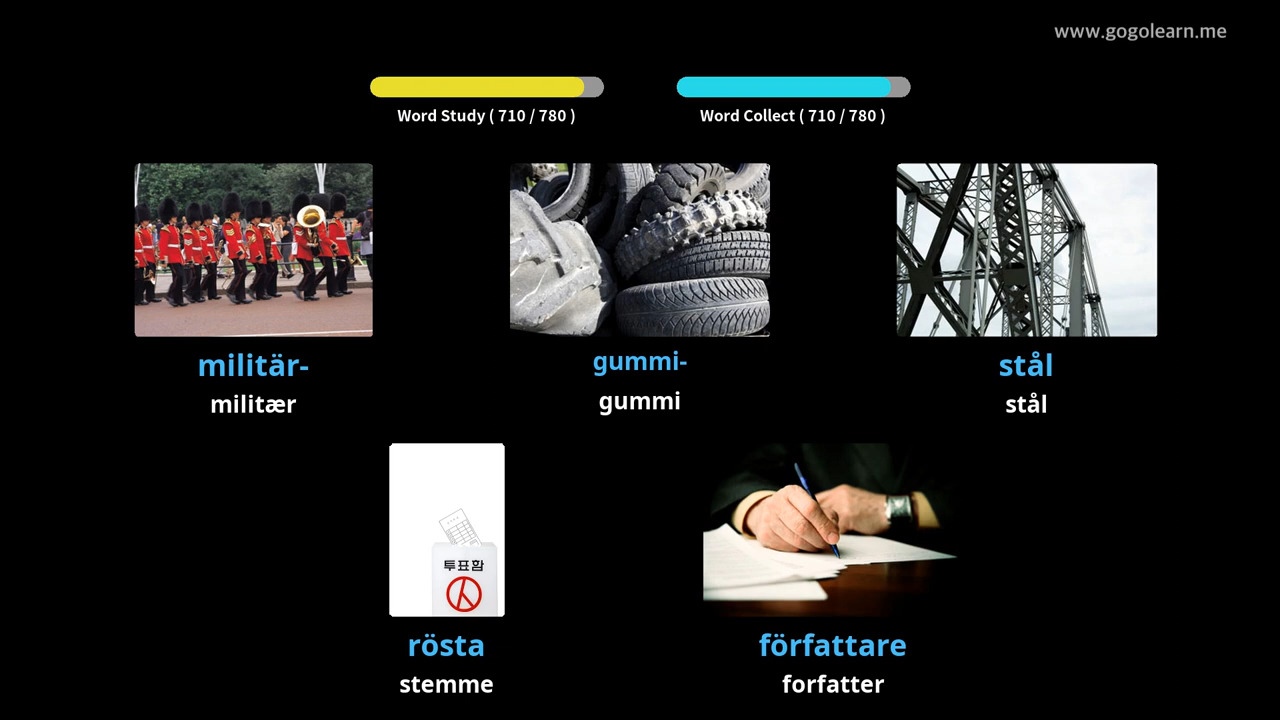 www.gogolearn.me
Word Study ( 710 / 780 )
Word Collect ( 710 / 780 )
militär-
militær
gummi-
gummi
stål
stål
투표함
rösta
stemme
författare
forfatter